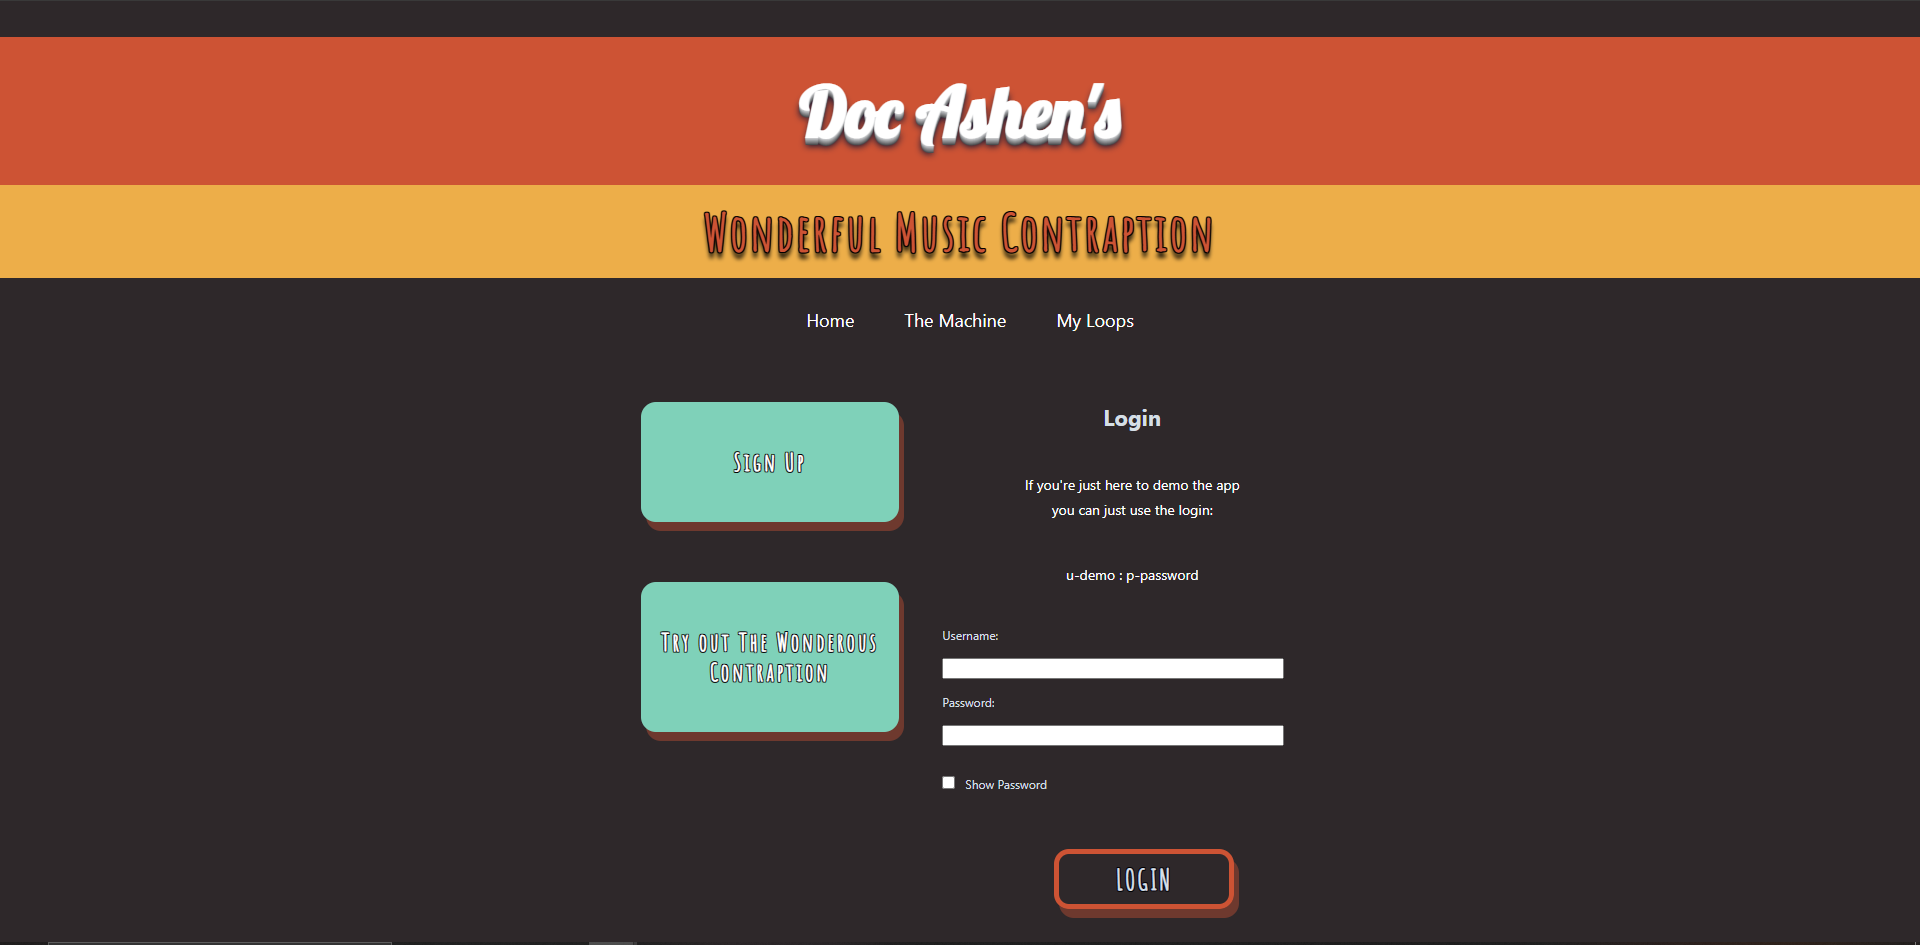 Doc Ashen's
Wonderful Music Contraption
Home The Machine My Loops
Sign Up
Try out The Wonderous
Contraption
Login
If you're just here to demo the app
you can just use the login:
u-demo : p-password
Username:
Password:
Show Password
LOGIN